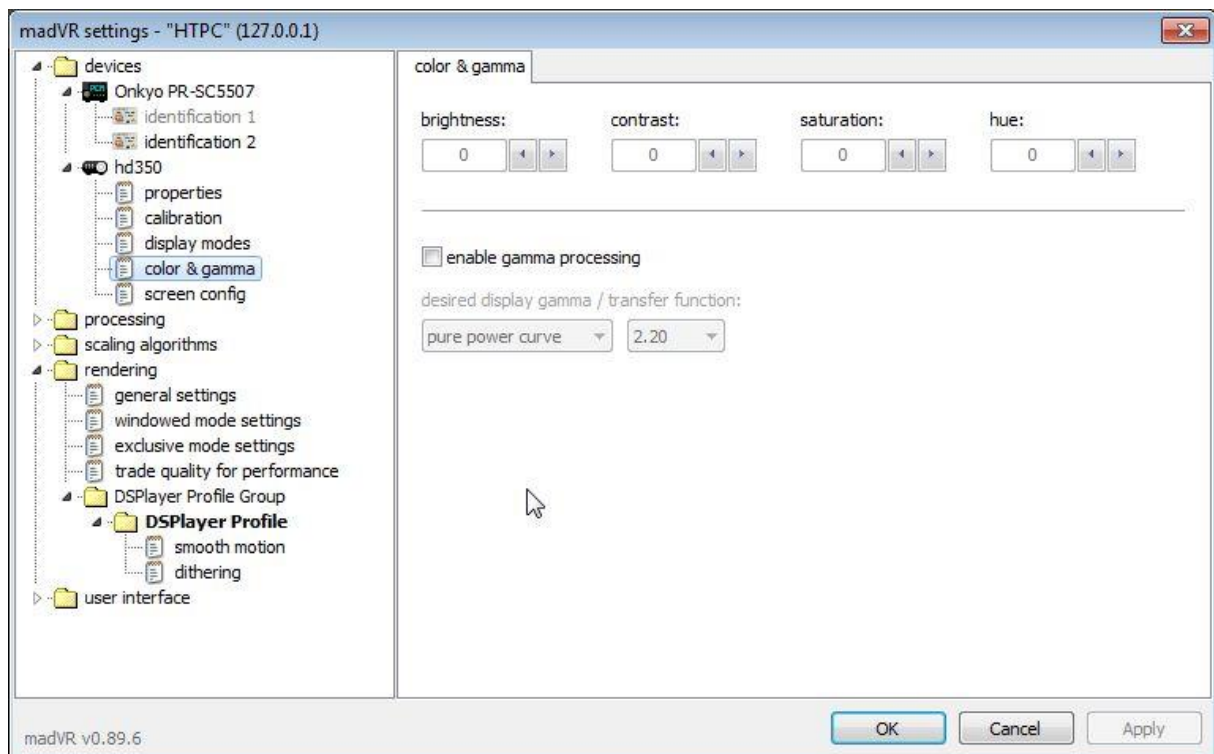 madVR settings - "HTPC" (127.0.0.1)
devices
Onkyo PR-SC5507
identification 1
identification 2
hd350
properties
calibration
display modes
color & gamma
screen config
processing
scaling algorithms
rendering
general settings
windowed mode settings
exclusive mode settings
trade quality for performance
DSPlayer Profile Group
DSPlayer Profile
smooth motion
dithering
user interface
color & gamma
brightness: contrast: saturation: hue:
0 0 0 0
enable gamma processing
desired display gamma / transfer function:
pure power curve 2.20
madVR v0.89.6
OK Cancel Apply